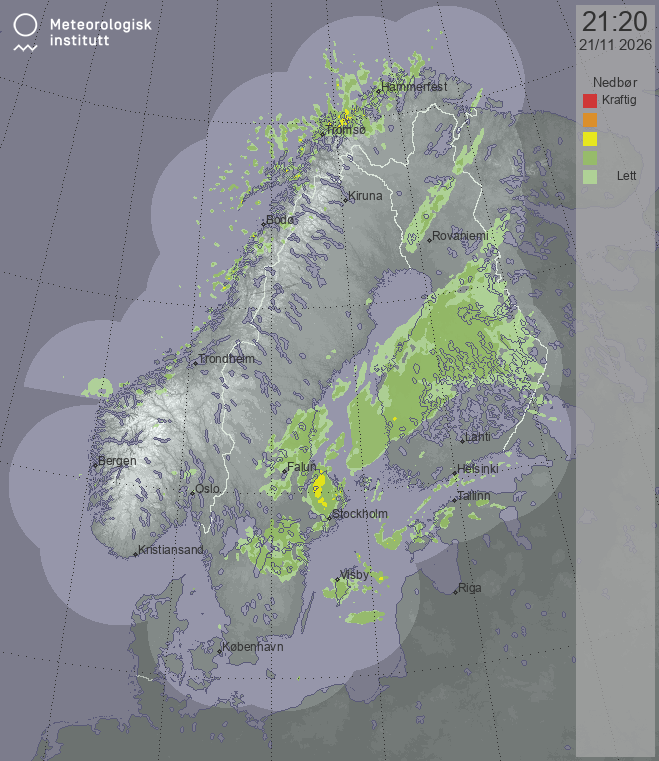 Meteorologisk
institutt
21:20
21/11 2026
Nedbør
Kraftig
Lett
Hammerfest
Tromsø
Kiruna
Bodø
Rovaniemi
Trondheim
Lahti
Bergen
Falun
Helsinki
Oslo
Tallinn
Stockholm
Kristiansand
Visby
Riga
København